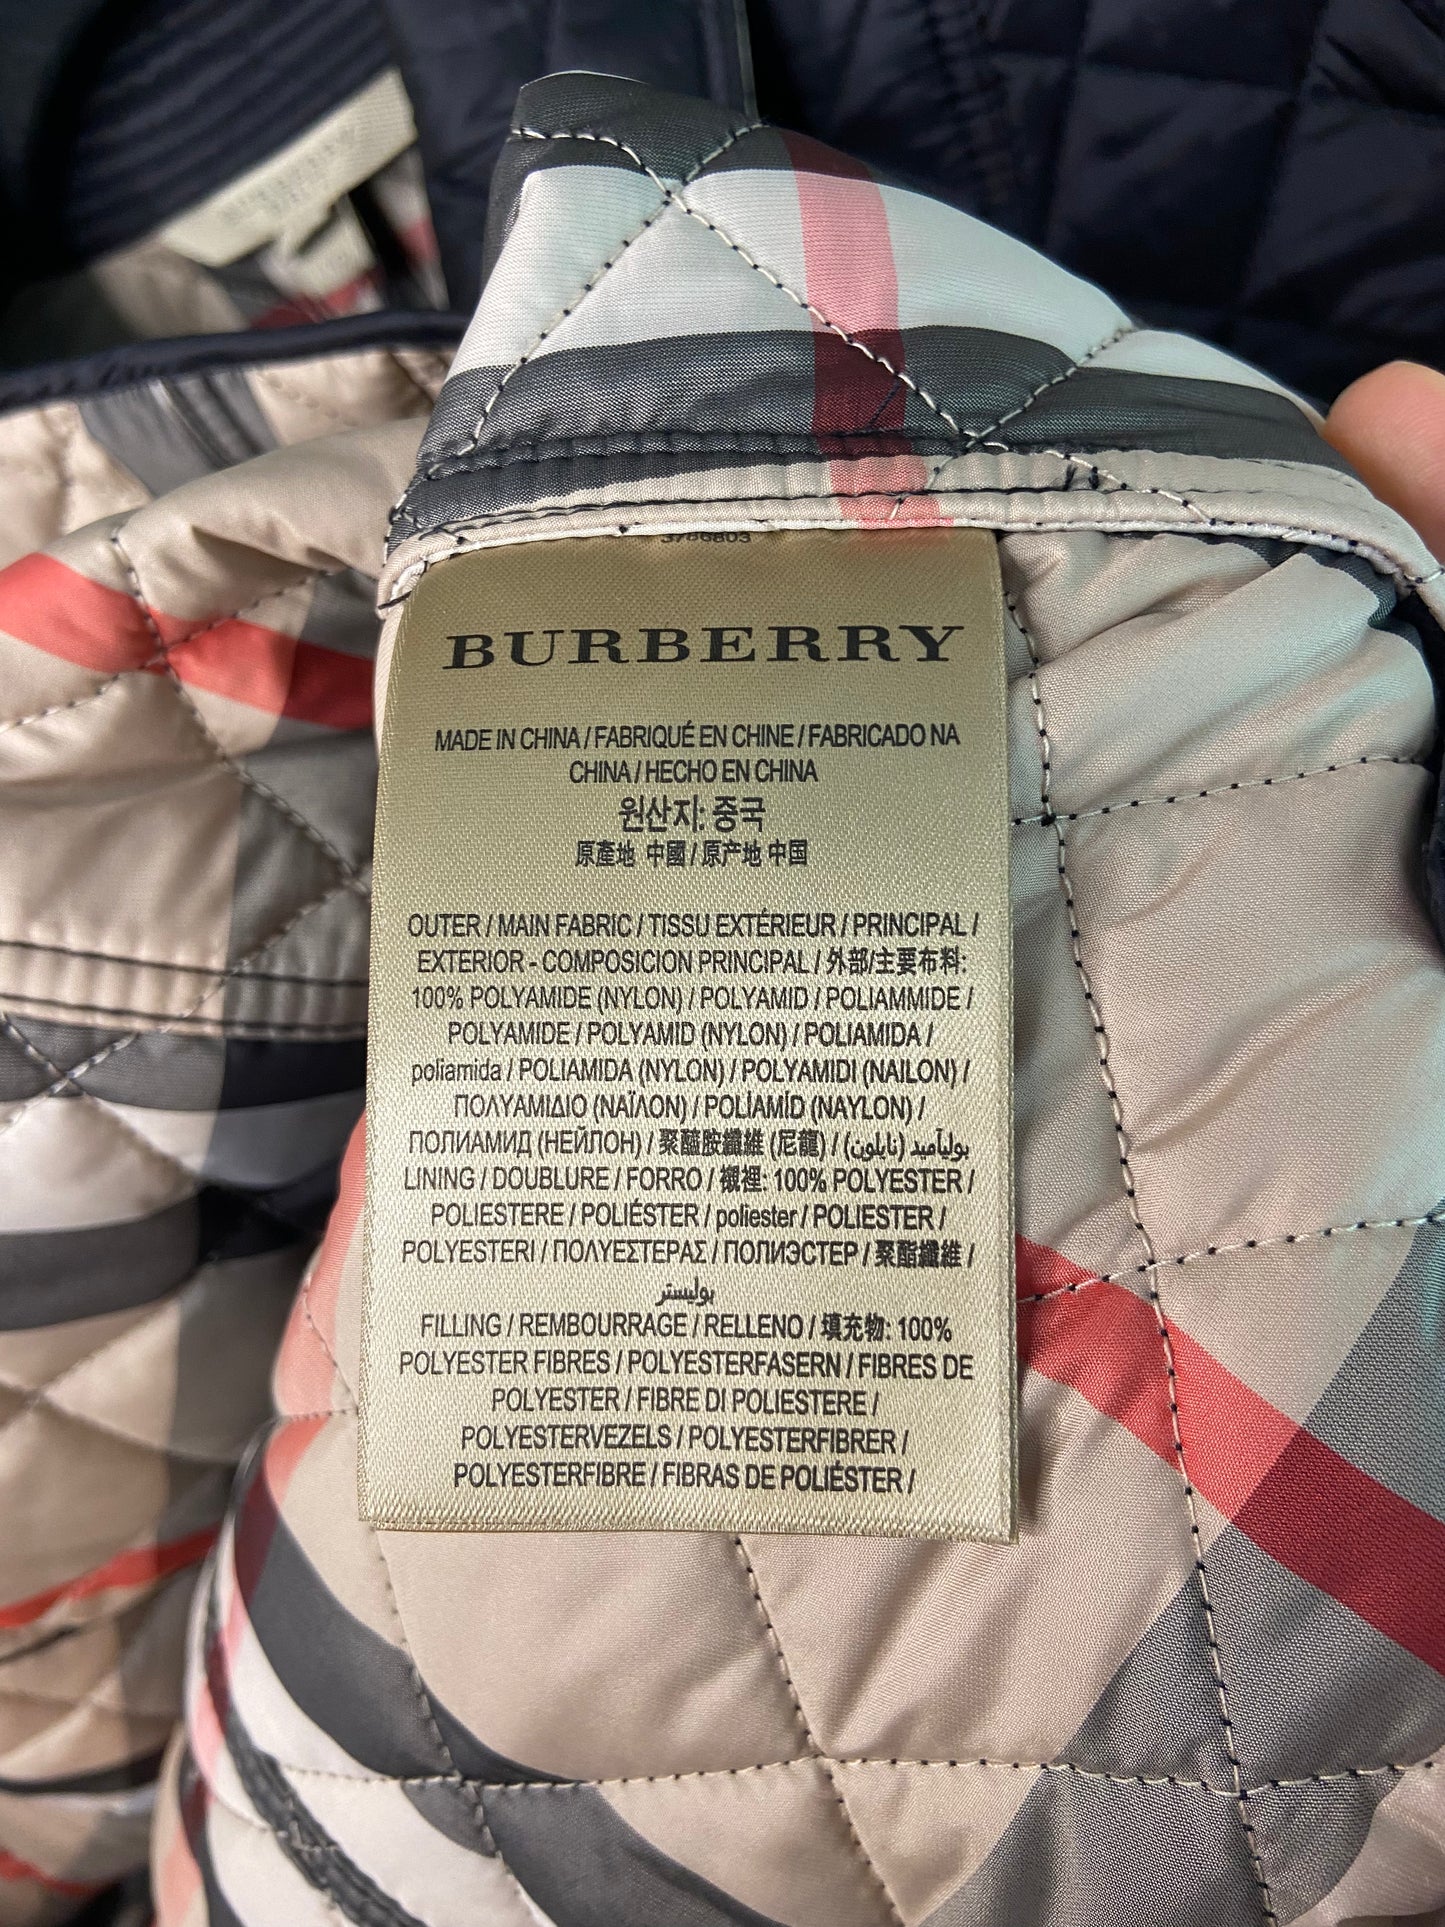 3786803
BURBERRY
MADE IN CHINA / FABRIQUÉ EN CHINE / FABRICADO NA
CHINA / HECHO EN CHINA
원산지: 중국
原產地 中國 / 原产地 中国
OUTER / MAIN FABRIC / TISSU EXTÉRIEUR / PRINCIPAL /
EXTERIOR - COMPOSICION PRINCIPAL / 外部/主要布料:
100% POLYAMIDE (NYLON) / POLYAMID / POLIAMMIDE /
POLYAMIDE / POLYAMID (NYLON) / POLIAMIDA /
poliamida / POLIAMIDA (NYLON) / POLYAMIDI (NAILON) /
ΠΟΛΥΑΜΙΔΙΟ (ΝΑΪΛΟΝ) / POLİAMİD (NAYLON) /
ПОЛИАМИД (НЕЙЛОН) / 聚醯胺纖維 (尼龍) / بوليآميد (نايلون)
LINING / DOUBLURE / FORRO / 襯裡: 100% POLYESTER /
POLIESTERE / POLIÉSTER / poliester / POLIESTER /
POLYESTERI / ΠΟΛΥΕΣΤΕΡΑΣ / ПОЛИЭСТЕР / 聚酯纖維 /
بوليستر
FILLING / REMBOURRAGE / RELLENO / 填充物: 100%
POLYESTER FIBRES / POLYESTERFASERN / FIBRES DE
POLYESTER / FIBRE DI POLIESTERE /
POLYESTERVEZELS / POLYESTERFIBRER /
POLYESTERFIBRE / FIBRAS DE POLIÉSTER /